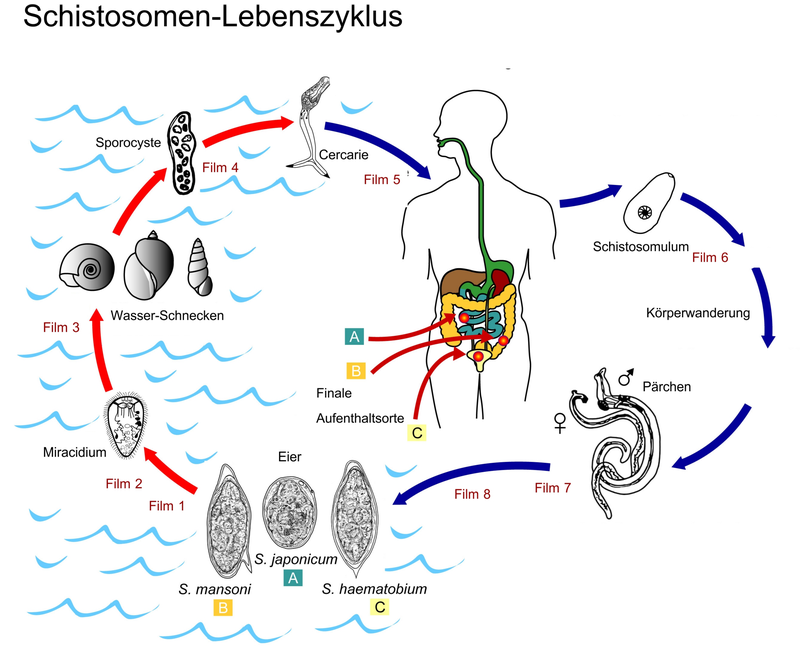 Schistosomen-Lebenszyklus
Sporocyste
Film 4
Cercarie
Film 5
Schistosomulum
Film 6
Wasser-Schnecken
Film 3
Körperwanderung
A
B
Finale
Aufenthaltsorte
C
♂
Pärchen
♀
Miracidium
Film 2
Film 1
Eier
Film 8
Film 7
S. mansoni
B
S. japonicum
A
S. haematobium
C